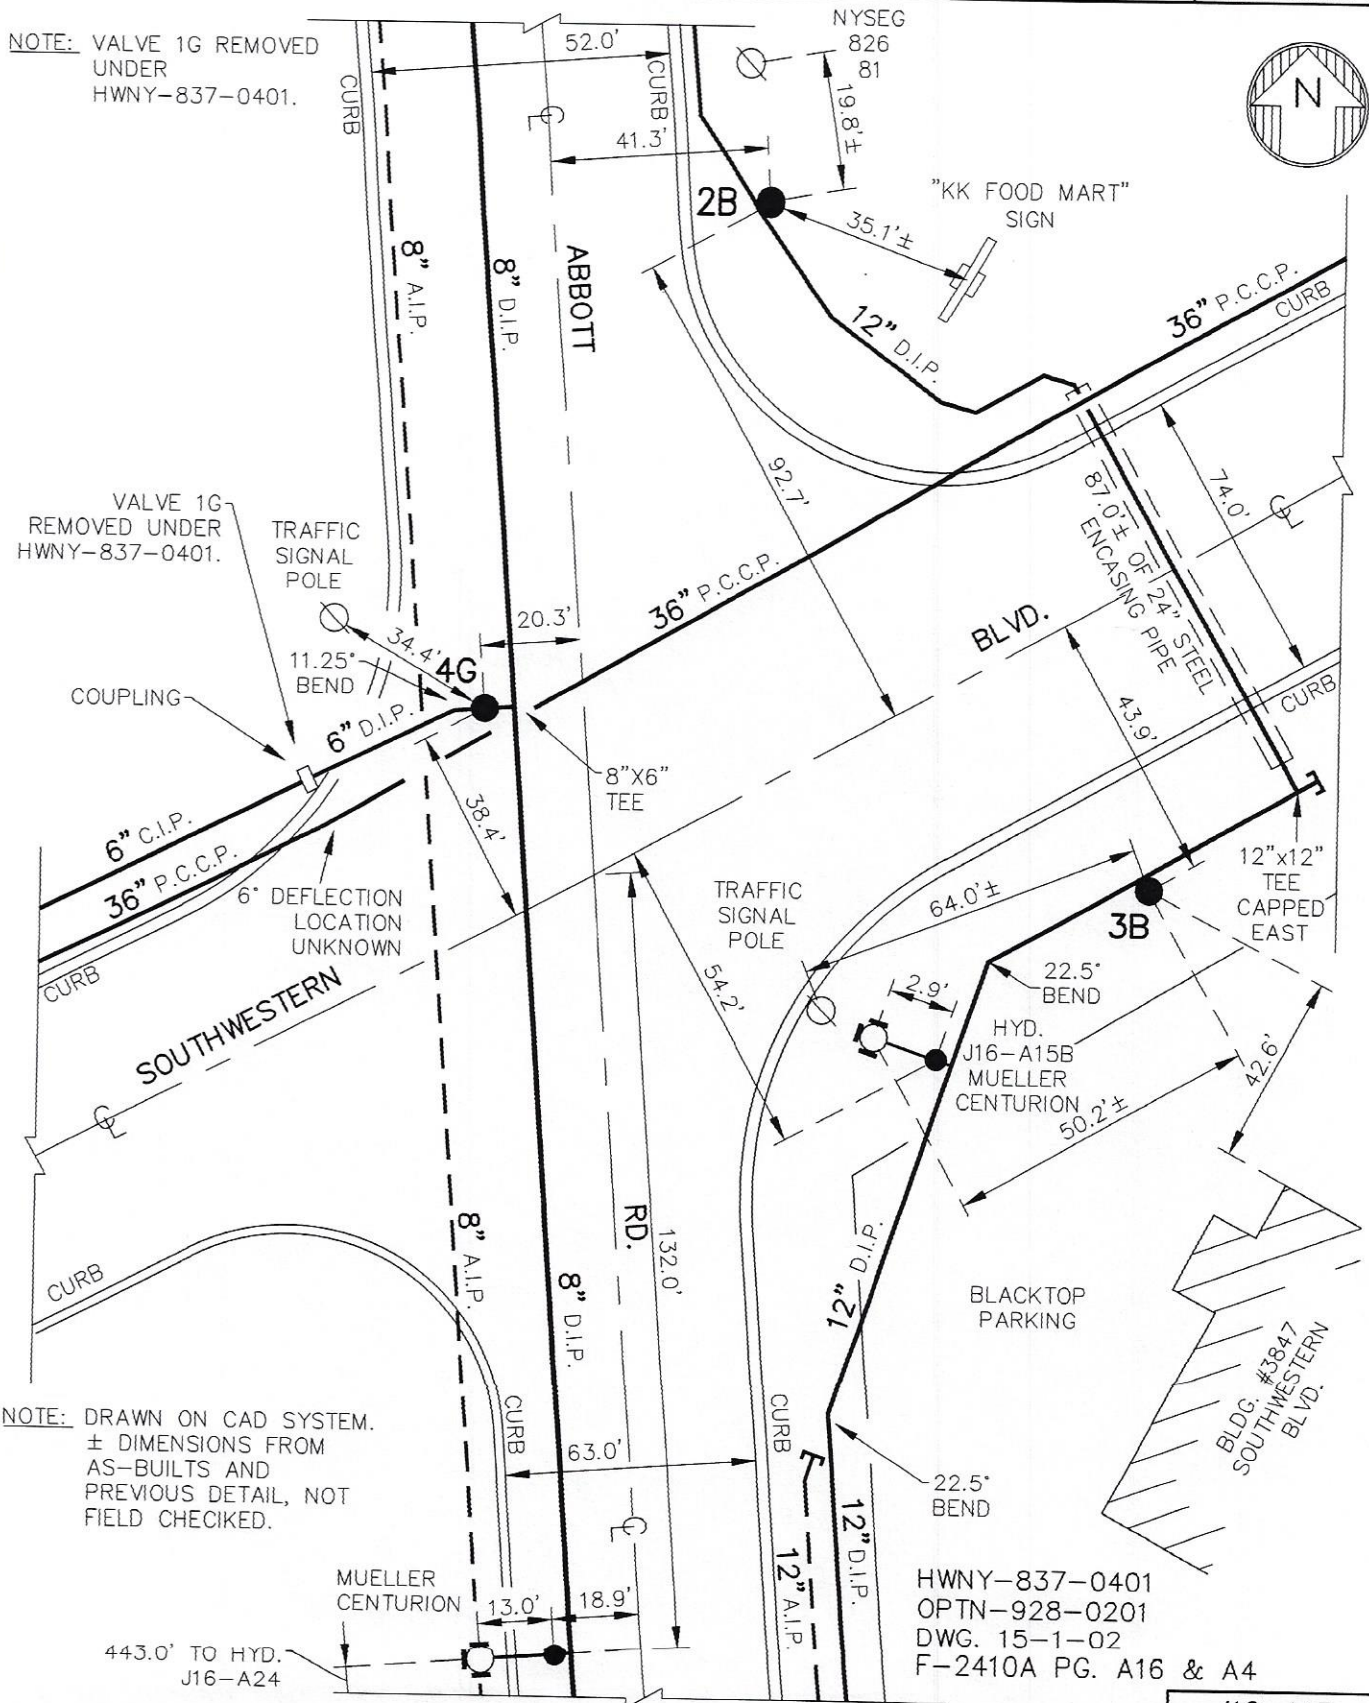 NOTE: VALVE 1G REMOVED
UNDER
HWNY-837-0401.
52.0'
NYSEG
826
81
N
CURB
CURB
℄
41.3'
19.8'±
2B
"KK FOOD MART"
SIGN
35.1'±
8" A.I.P.
8" D.I.P.
ABBOTT
12" D.I.P.
36" P.C.C.P.
CURB
92.7'
74.0'
℄
87.0'± OF 24" STEEL
ENCASING PIPE
VALVE 1G
REMOVED UNDER
HWNY-837-0401.
TRAFFIC
SIGNAL
POLE
34.4'
20.3'
36" P.C.C.P.
BLVD.
11.25°
BEND
4G
COUPLING
6" D.I.P.
43.9'
CURB
8"X6"
TEE
38.4'
6" C.I.P.
36" P.C.C.P.
6° DEFLECTION
LOCATION
UNKNOWN
TRAFFIC
SIGNAL
POLE
64.0'±
12"x12"
TEE
CAPPED
EAST
3B
CURB
SOUTHWESTERN
54.2'
2.9'
22.5°
BEND
HYD.
J16-A15B
MUELLER
CENTURION
42.6'
50.2'±
℄
8" A.I.P.
RD.
132.0'
12" D.I.P.
CURB
8" D.I.P.
BLACKTOP
PARKING
BLDG. #3847
SOUTHWESTERN
BLVD.
NOTE: DRAWN ON CAD SYSTEM.
± DIMENSIONS FROM
AS-BUILTS AND
PREVIOUS DETAIL, NOT
FIELD CHECIKED.
CURB
63.0'
CURB
22.5°
BEND
℄
12" A.I.P.
12" D.I.P.
MUELLER
CENTURION
13.0'
18.9'
443.0' TO HYD.
J16-A24
HWNY-837-0401
OPTN-928-0201
DWG. 15-1-02
F-2410A PG. A16 & A4